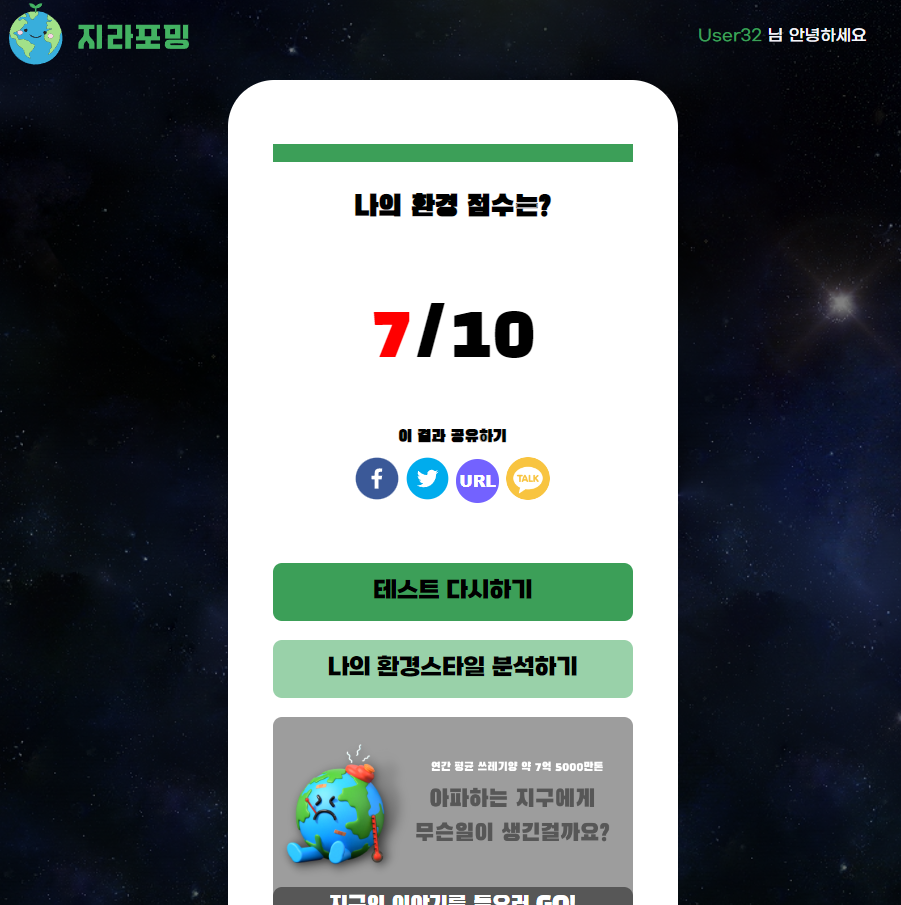 지라포밍
User32 님 안녕하세요
나의 환경 점수는?
7/10
이 결과 공유하기
URL
TALK
테스트 다시하기
나의 환경스타일 분석하기
연간 평균 쓰레기양 약 7억 5000만톤
아파하는 지구에게
무슨일이 생긴걸까요?
지구의 이야기를 들으러 GO!